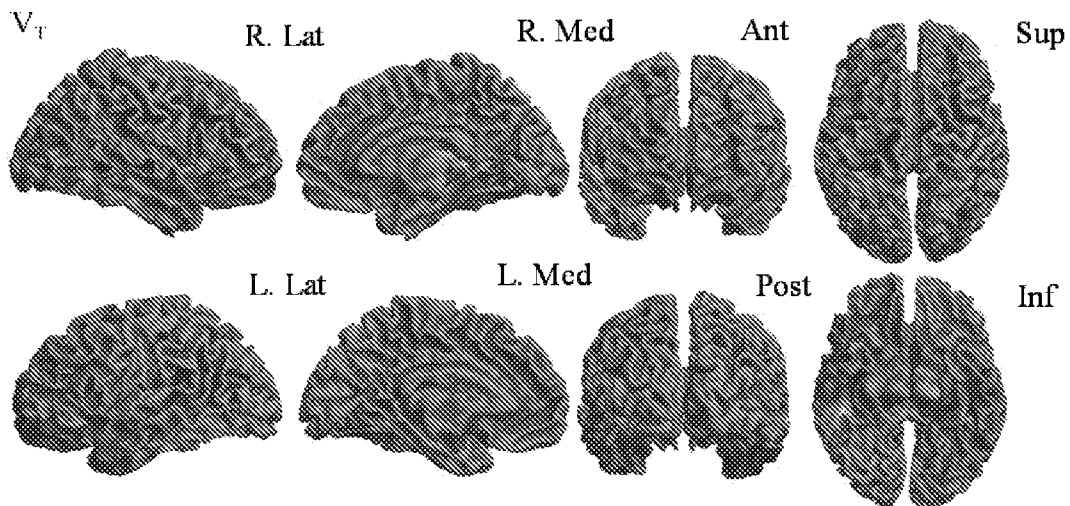 V_T
R. Lat
R. Med
Ant
Sup
L. Lat
L. Med
Post
Inf